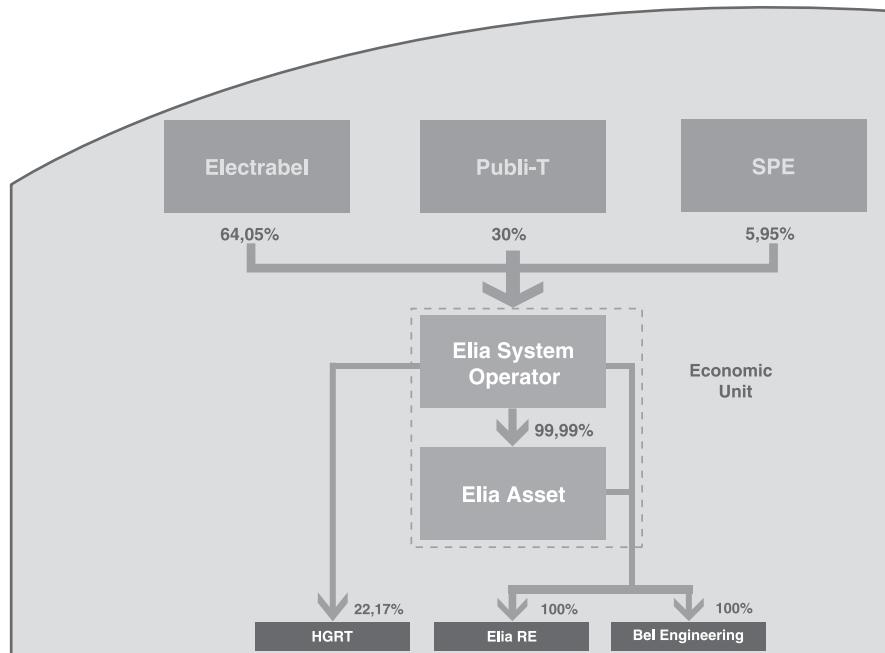 Electrabel
Publi-T
SPE
64,05%
30%
5,95%
Elia System
Operator
Economic
Unit
99,99%
Elia Asset
22,17%
100%
100%
HGRT
Elia RE
Bel Engineering